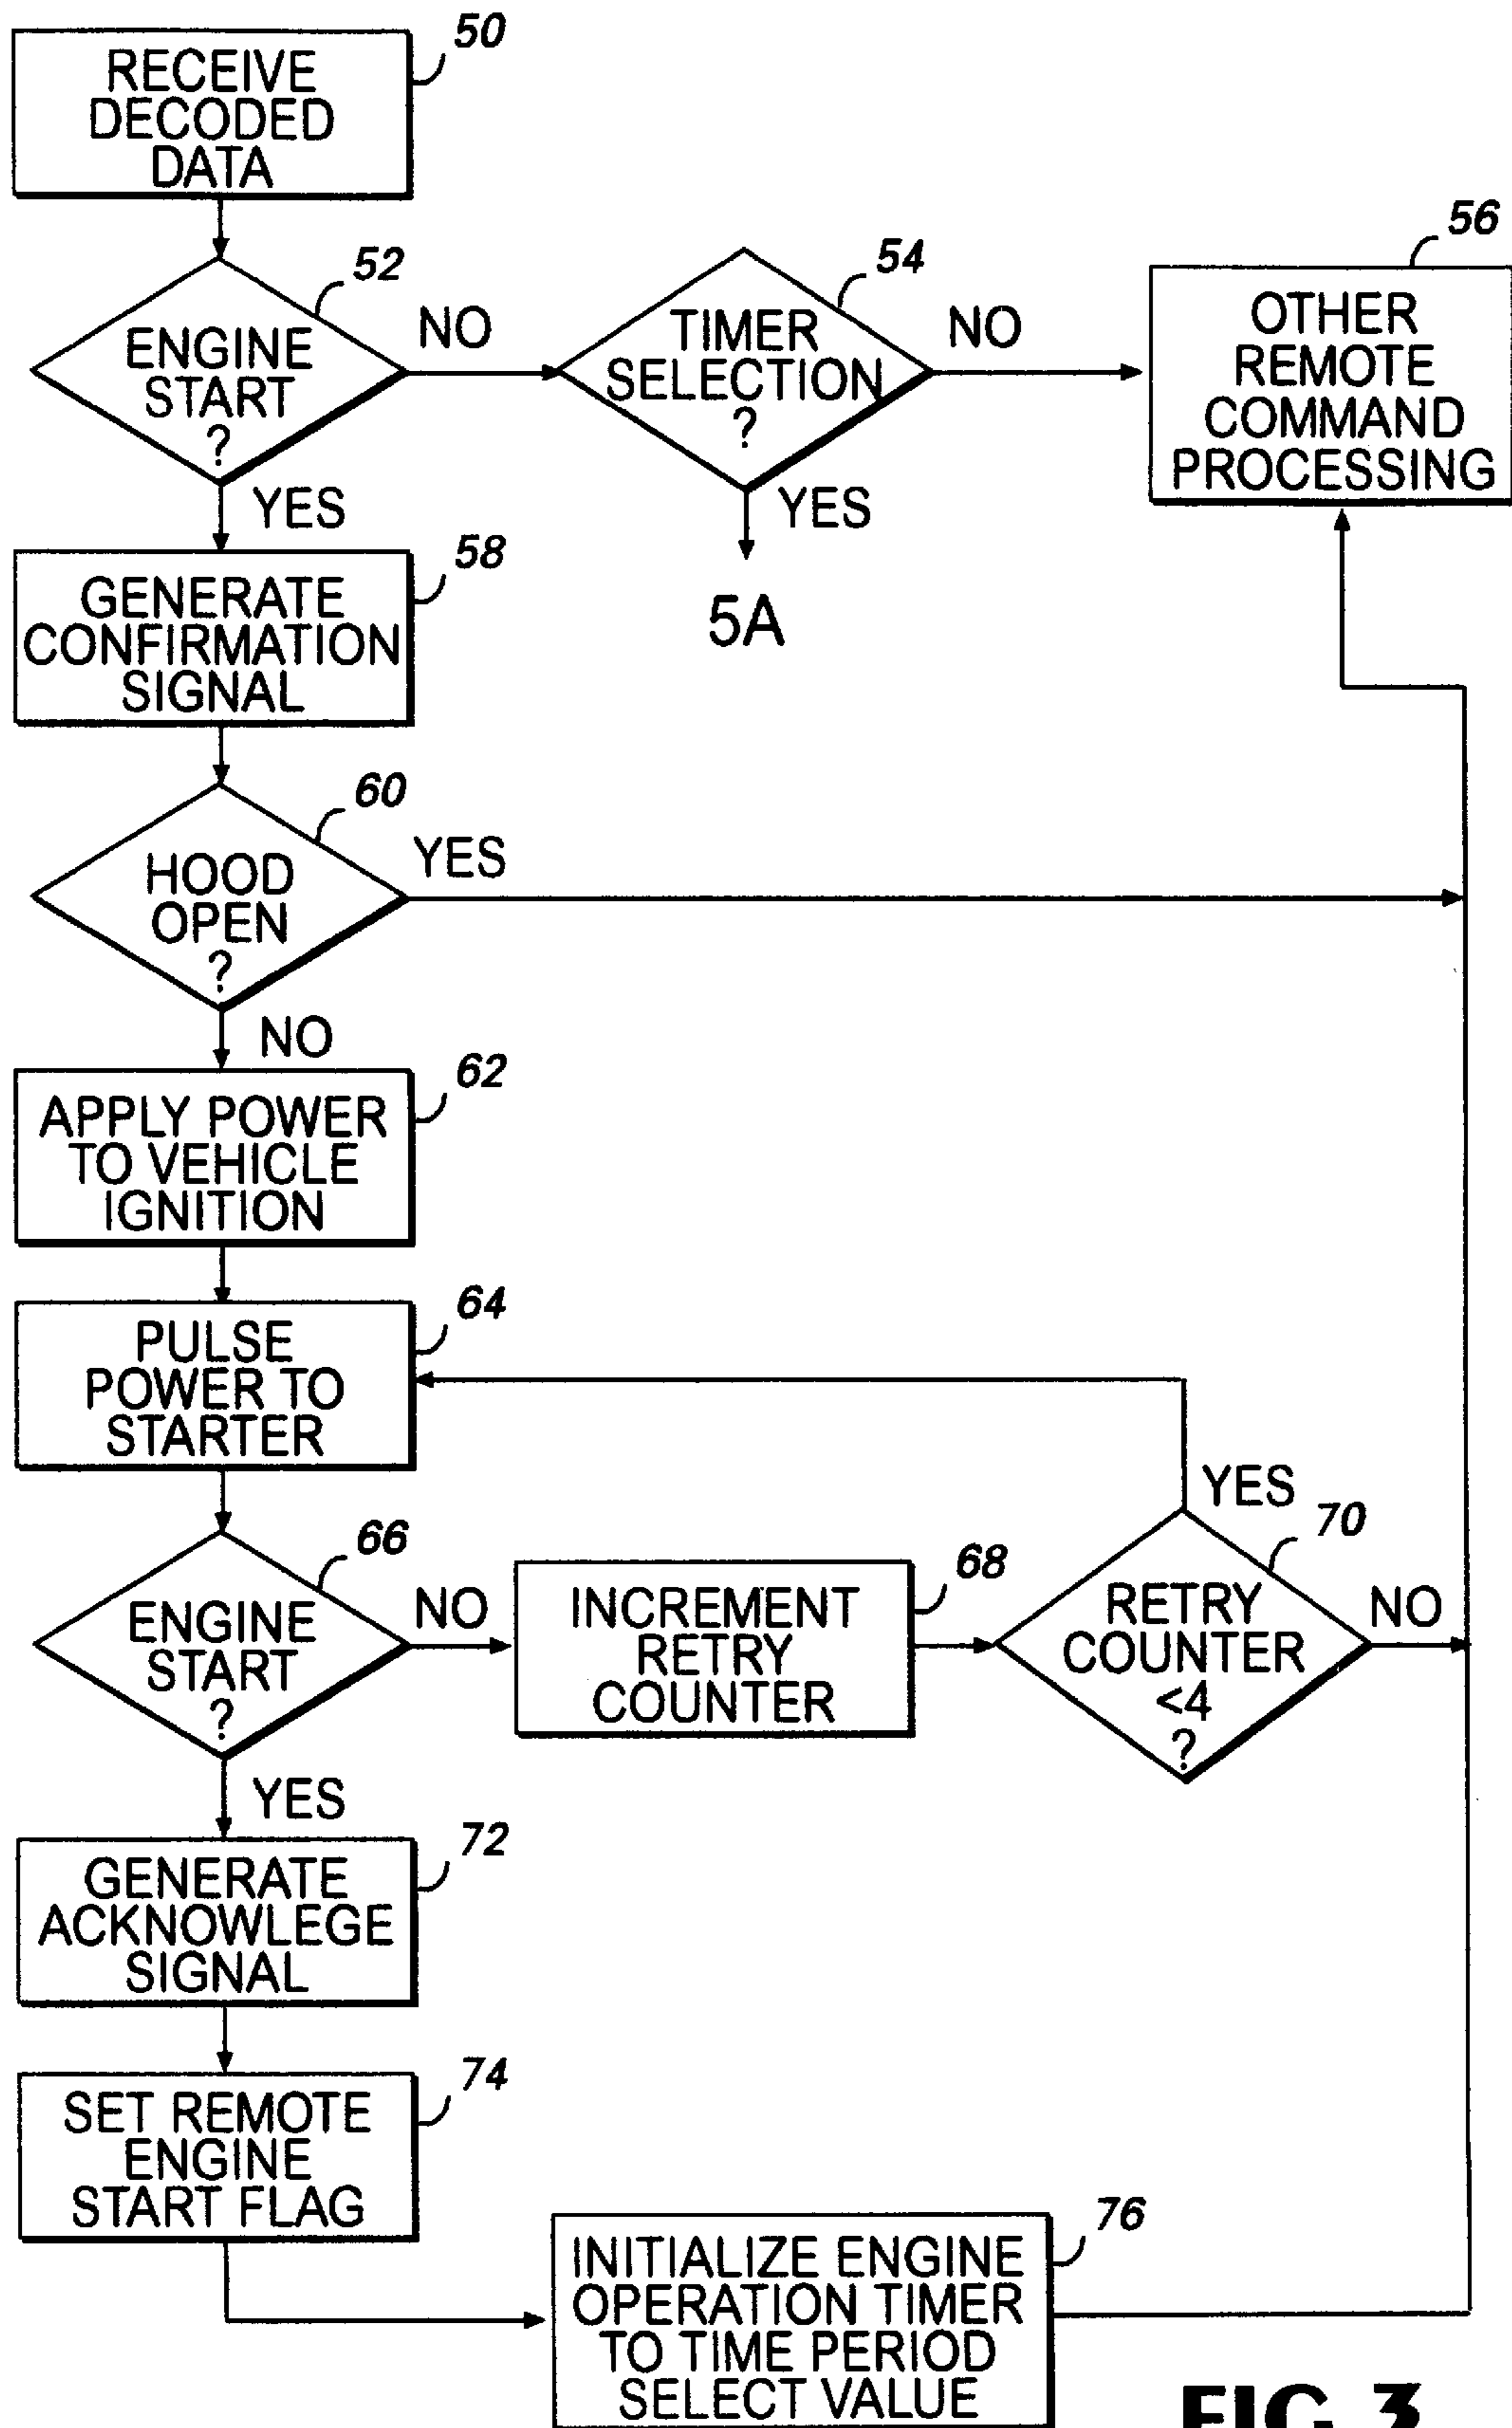 50
RECEIVE
DECODED
DATA
52
ENGINE
START
?
NO
54
TIMER
SELECTION
?
NO
56
OTHER
REMOTE
COMMAND
PROCESSING
YES
YES
5A
58
GENERATE
CONFIRMATION
SIGNAL
60
HOOD
OPEN
?
YES
NO
62
APPLY POWER
TO VEHICLE
IGNITION
64
PULSE
POWER TO
STARTER
66
ENGINE
START
?
NO
68
INCREMENT
RETRY
COUNTER
70
RETRY
COUNTER
<4
?
YES
NO
YES
72
GENERATE
ACKNOWLEGE
SIGNAL
74
SET REMOTE
ENGINE
START FLAG
76
INITIALIZE ENGINE
OPERATION TIMER
TO TIME PERIOD
SELECT VALUE
FIG 3